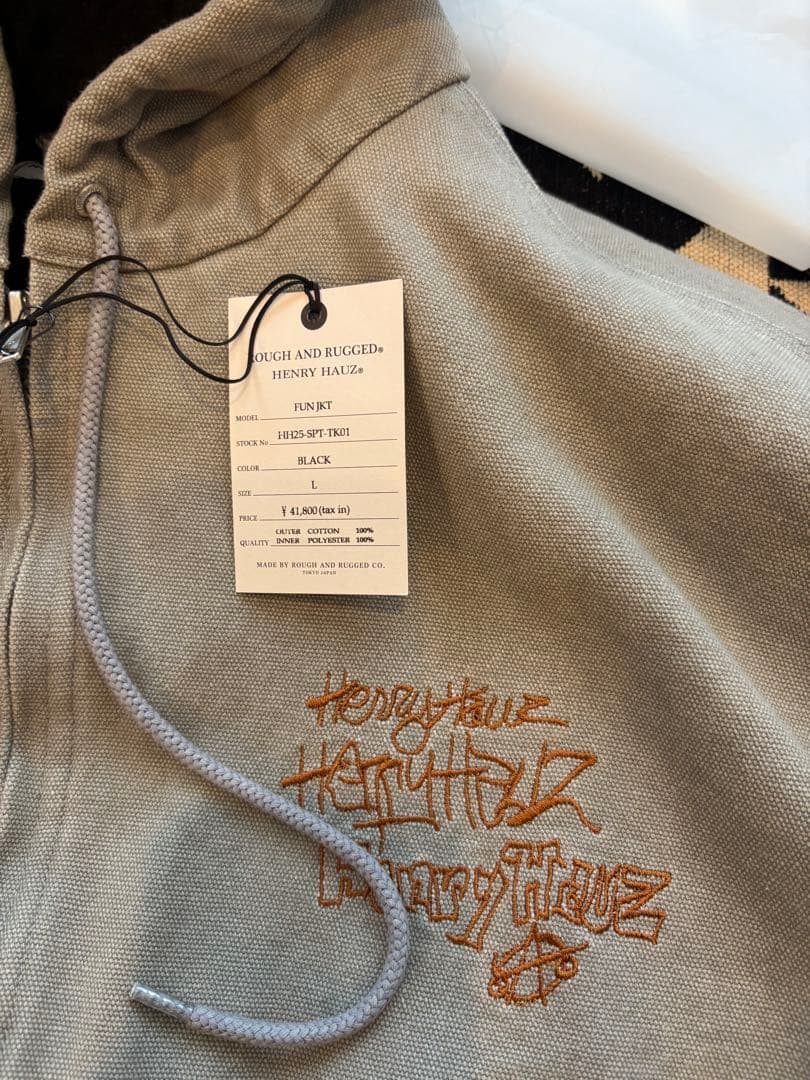 ROUGH AND RUGGED®
HENRY HAUZ®
MODEL FUN JKT
STOCK No HH25-SPT-TK01
COLOR BLACK
SIZE L
PRICE ¥ 41,800(tax in)
OUTER COTTON 100%
QUALITY INNER POLYESTER 100%
MADE BY ROUGH AND RUGGED CO.
TOKYO JAPAN
HenryHauz
HenryHauz
HenryHauz